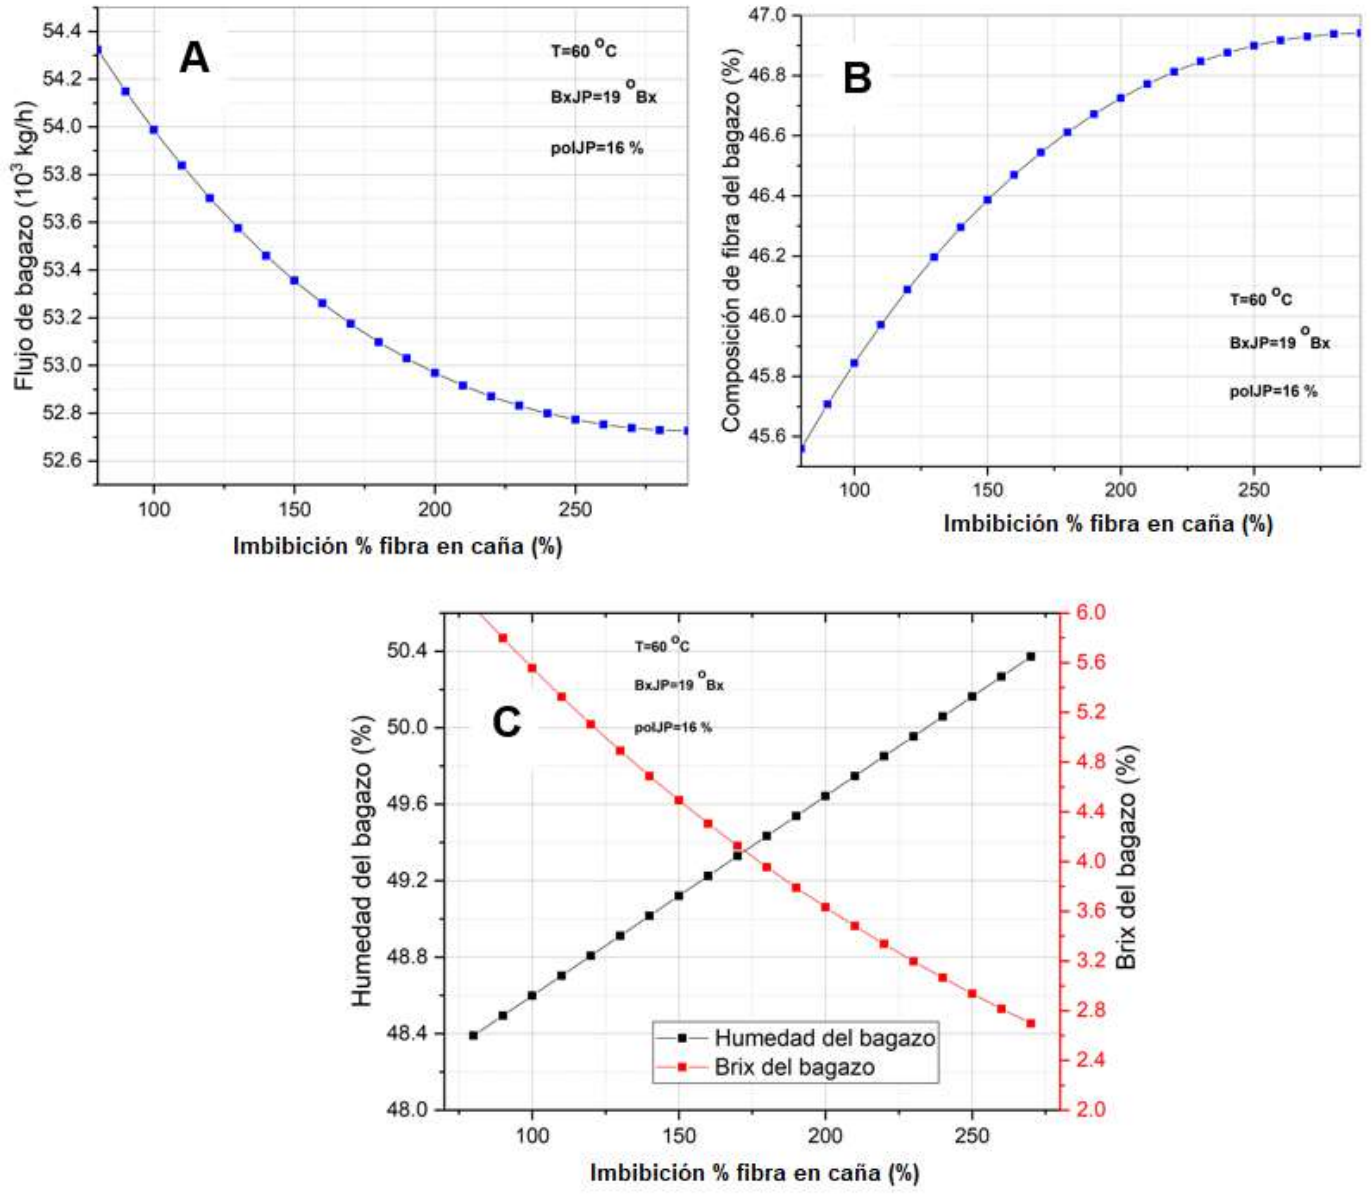 A
T=60 °C
BxJP=19 °Bx
polJP=16 %
Flujo de bagazo (10³ kg/h)
54.4
54.2
54.0
53.8
53.6
53.4
53.2
53.0
52.8
52.6
100 150 200 250
Imbibición % fibra en caña (%)
B
Composición de fibra del bagazo (%)
47.0
46.8
46.6
46.4
46.2
46.0
45.8
45.6
T=60 °C
BxJP=19 °Bx
polJP=16 %
100 150 200 250
Imbibición % fibra en caña (%)
C
T=60 °C
BxJP=19 °Bx
polJP=16 %
Humedad del bagazo (%)
50.4
50.0
49.6
49.2
48.8
48.4
48.0
Humedad del bagazo
Brix del bagazo
6.0
5.6
5.2
4.8
4.4
4.0
3.6
3.2
2.8
2.4
2.0
Brix del bagazo (%)
100 150 200 250
Imbibición % fibra en caña (%)